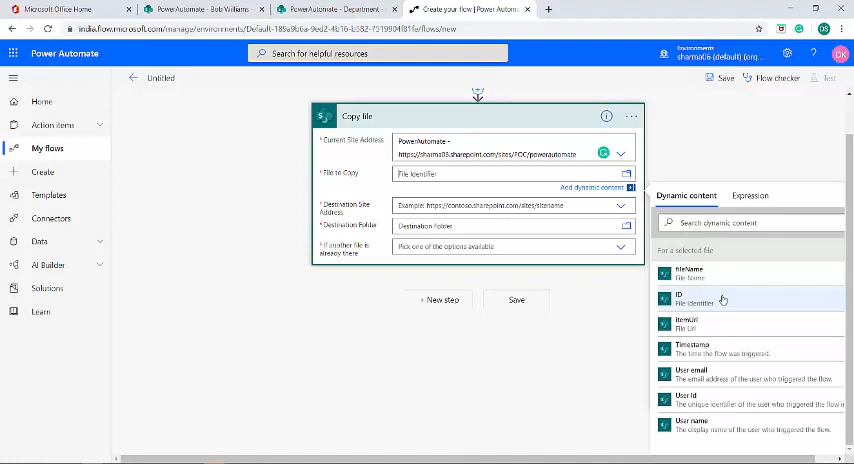 Microsoft Office Home
PowerAutomate - Bob Williams -
PowerAutomate - Department -
Create your flow | Power Automate
india.flow.microsoft.com/manage/environments/Default-189a9b6a-9ed2-4b16-b582-7519904f81fe/flows/new
DS
Power Automate
Search for helpful resources
Environments
sharma06 (default) (org...
?
DK
Untitled
Save
Flow checker
Test
Home
Action items
My flows
Create
Templates
Connectors
Data
AI Builder
Solutions
Learn
Copy file
* Current Site Address
PowerAutomate -
https://sharma06.sharepoint.com/sites/POC/powerautomate
* File to Copy
File Identifier
Add dynamic content
* Destination Site Address
Example: https://contoso.sharepoint.com/sites/sitename
* Destination Folder
Destination Folder
* If another file is already there
Pick one of the options available
+ New step
Save
Dynamic content
Expression
Search dynamic content
For a selected file
fileName
File Name
ID
File Identifier
itemUrl
File Url
Timestamp
The time the flow was triggered.
User email
The email address of the user who triggered the flow.
User id
The unique identifier of the user who triggered the flow in
User name
The display name of the user who triggered the flow.